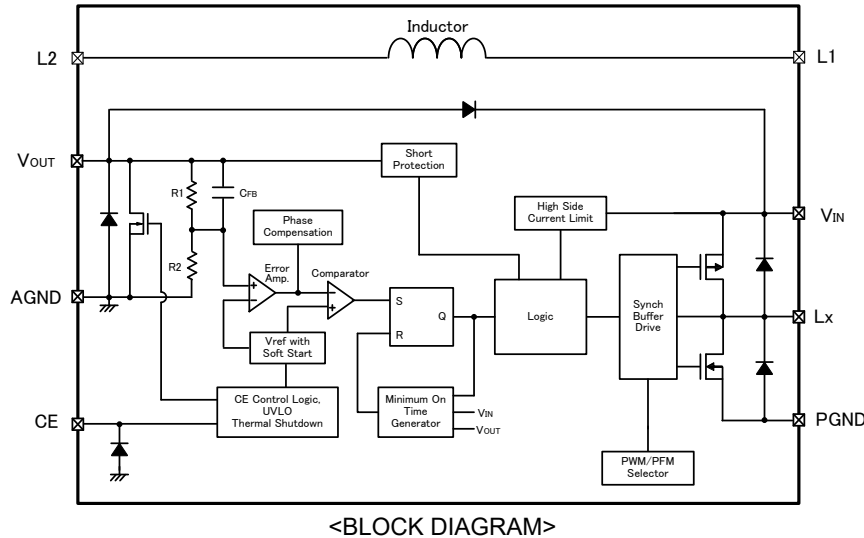 Inductor
L2
L1
VOUT
Short
Protection
R1
CFB
High Side
Current Limit
VIN
Phase
Compensation
R2
Error
Amp.
Comparator
AGND
S
Q
R
Logic
Synch
Buffer
Drive
Lx
Vref with
Soft Start
CE Control Logic,
UVLO
Thermal Shutdown
Minimum On
Time
Generator
VIN
VOUT
CE
PGND
PWM/PFM
Selector
<BLOCK DIAGRAM>